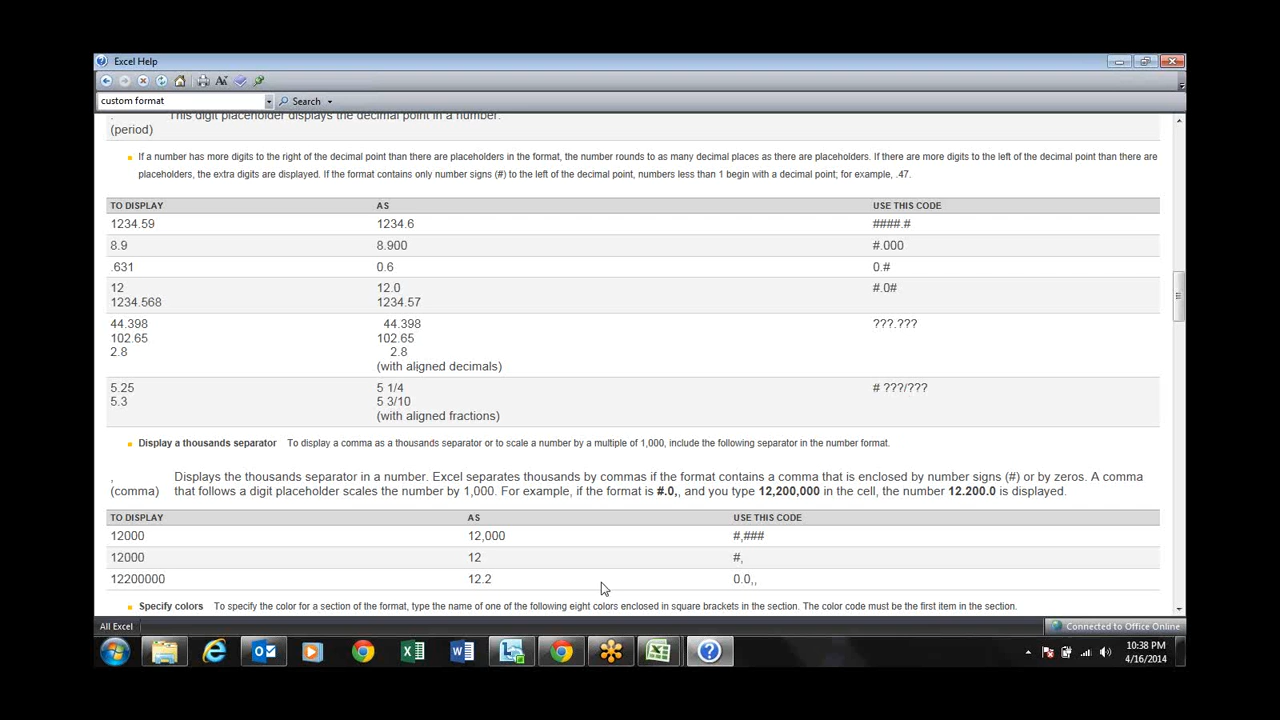 Excel Help
custom format
Search
. This digit placeholder displays the decimal point in a number.
(period)
If a number has more digits to the right of the decimal point than there are placeholders in the format, the number rounds to as many decimal places as there are placeholders. If there are more digits to the left of the decimal point than there are
placeholders, the extra digits are displayed. If the format contains only number signs (#) to the left of the decimal point, numbers less than 1 begin with a decimal point; for example, .47.
TO DISPLAY AS USE THIS CODE
1234.59 1234.6 ####.#
8.9 8.900 #.000
.631 0.6 0.#
12 12.0 #.0#
1234.568 1234.57
44.398 44.398 ???.???
102.65 102.65
2.8 2.8
(with aligned decimals)
5.25 5 1/4 # ???/???
5.3 5 3/10
(with aligned fractions)
Display a thousands separator To display a comma as a thousands separator or to scale a number by a multiple of 1,000, include the following separator in the number format.
, Displays the thousands separator in a number. Excel separates thousands by commas if the format contains a comma that is enclosed by number signs (#) or by zeros. A comma
(comma) that follows a digit placeholder scales the number by 1,000. For example, if the format is #.0,, and you type 12,200,000 in the cell, the number 12.200.0 is displayed.
TO DISPLAY AS USE THIS CODE
12000 12,000 #,###
12000 12 #,
12200000 12.2 0.0,,
Specify colors To specify the color for a section of the format, type the name of one of the following eight colors enclosed in square brackets in the section. The color code must be the first item in the section.
All Excel Connected to Office Online
10:38 PM
4/16/2014